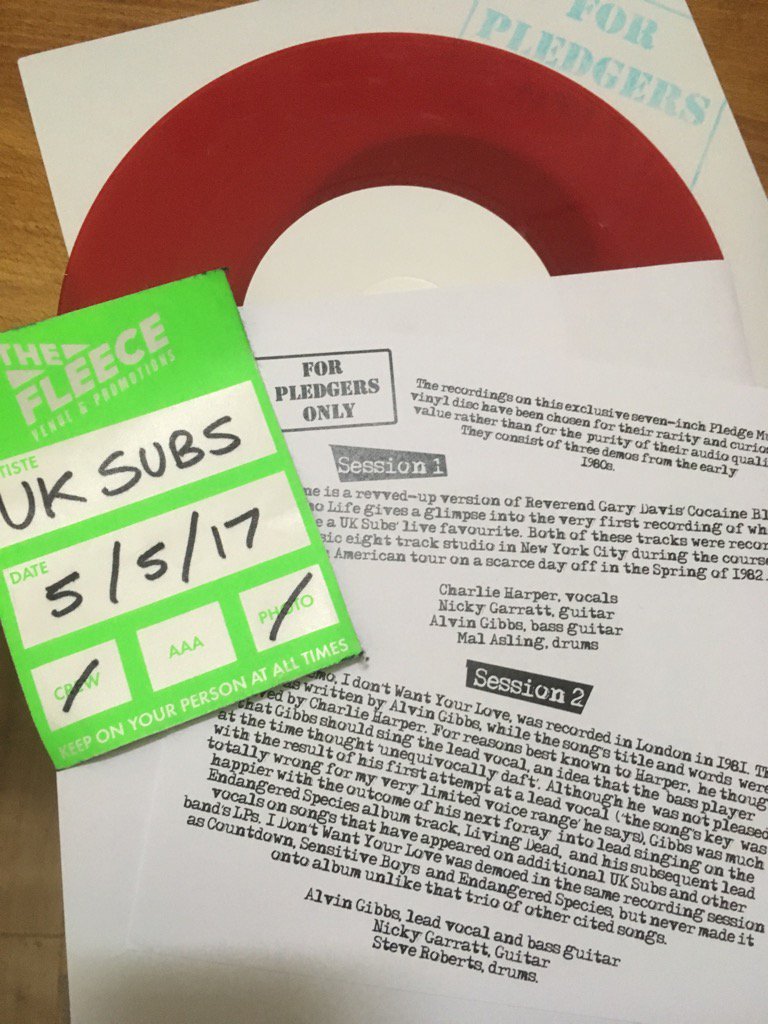 FOR
PLEDGERS
THE
FLEECE
VENUE & PROMOTIONS
TISTE
UK SUBS
DATE
5/5/17
CREW
AAA
PHOTO
KEEP ON YOUR PERSON AT ALL TIMES
FOR
PLEDGERS
ONLY
The recordings on this exclusive seven-inch Pledge Mu
vinyl disc have been chosen for their rarity and curio
value rather than for the purity of their audio quali
They consist of three demos from the early
1980s.
Session 1
ne is a revved-up version of Reverend Gary Davis' Cocaine Bl
mo Life gives a glimpse into the very first recording of wh
e a UK Subs' live favourite. Both of these tracks were recor
sic eight track studio in New York City during the course
American tour on a scarce day off in the Spring of 1982.
Charlie Harper, vocals
Nicky Garratt, guitar
Alvin Gibbs, bass guitar
Mal Asling, drums
Session 2
mo, I don't Want Your Love, was recorded in London in 1981. Th
as written by Alvin Gibbs, while the song's title and words were
ved by Charlie Harper. For reasons best known to Harper, he thoug
that Gibbs should sing the lead vocal, an idea that the bass player
at the time thought 'unequivocally daft'. Although he was not pleased
with the result of his first attempt at a lead vocal ('the song's key was
totally wrong for my very limited voice range' he says), Gibbs was much
happier with the outcome of his next foray into lead singing on the
Endangered Species album track, Living Dead, and his subsequent lead
vocals on songs that have appeared on additional UK Subs and other
band's LPs. I Don't Want Your Love was demoed in the same recording session
as Countdown, Sensitive Boys and Endangered Species, but never made it
onto album unlike that trio of other cited songs.
Alvin Gibbs, lead vocal and bass guitar
Nicky Garratt, Guitar
Steve Roberts, drums.